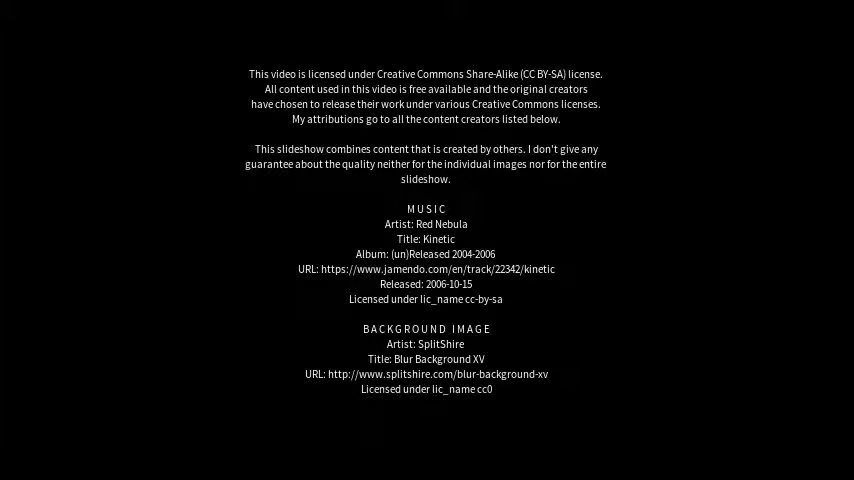 This video is licensed under Creative Commons Share-Alike (CC BY-SA) license.
All content used in this video is free available and the original creators
have chosen to release their work under various Creative Commons licenses.
My attributions go to all the content creators listed below.
This slideshow combines content that is created by others. I don't give any
guarantee about the quality neither for the individual images nor for the entire
slideshow.
MUSIC
Artist: Red Nebula
Title: Kinetic
Album: (un)Released 2004-2006
URL: https://www.jamendo.com/en/track/22342/kinetic
Released: 2006-10-15
Licensed under lic_name cc-by-sa
BACKGROUND IMAGE
Artist: SplitShire
Title: Blur Background XV
URL: http://www.splitshire.com/blur-background-xv
Licensed under lic_name cc0